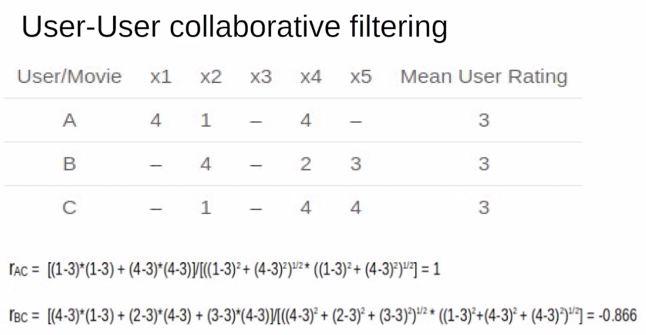 User-User collaborative filtering
User/Movie x1 x2 x3 x4 x5 Mean User Rating
A 4 1 – 4 – 3
B – 4 – 2 3 3
C – 1 – 4 4 3
rAC = [(1-3)*(1-3) + (4-3)*(4-3)]/[((1-3)² + (4-3)²)¹/² * ((1-3)² + (4-3)²)¹/²] = 1
rBC = [(4-3)*(1-3) + (2-3)*(4-3) + (3-3)*(4-3)]/[((4-3)² + (2-3)² + (3-3)²)¹/² * ((1-3)²+(4-3)² + (4-3)²)¹/²] = -0.866